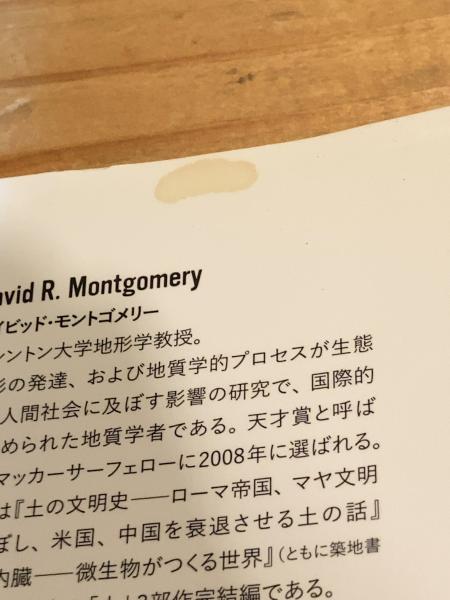 avid R. Montgomery
イビッド・モントゴメリー
シントン大学地形学教授。
形の発達、および地質学的プロセスが生態
人間社会に及ぼす影響の研究で、国際的
められた地質学者である。天才賞と呼ば
マッカーサーフェローに2008年に選ばれる。
は『土の文明史——ローマ帝国、マヤ文明
ぼし、米国、中国を衰退させる土の話』
内臓——微生物がつくる世界』(ともに築地書
3部作完結編である。